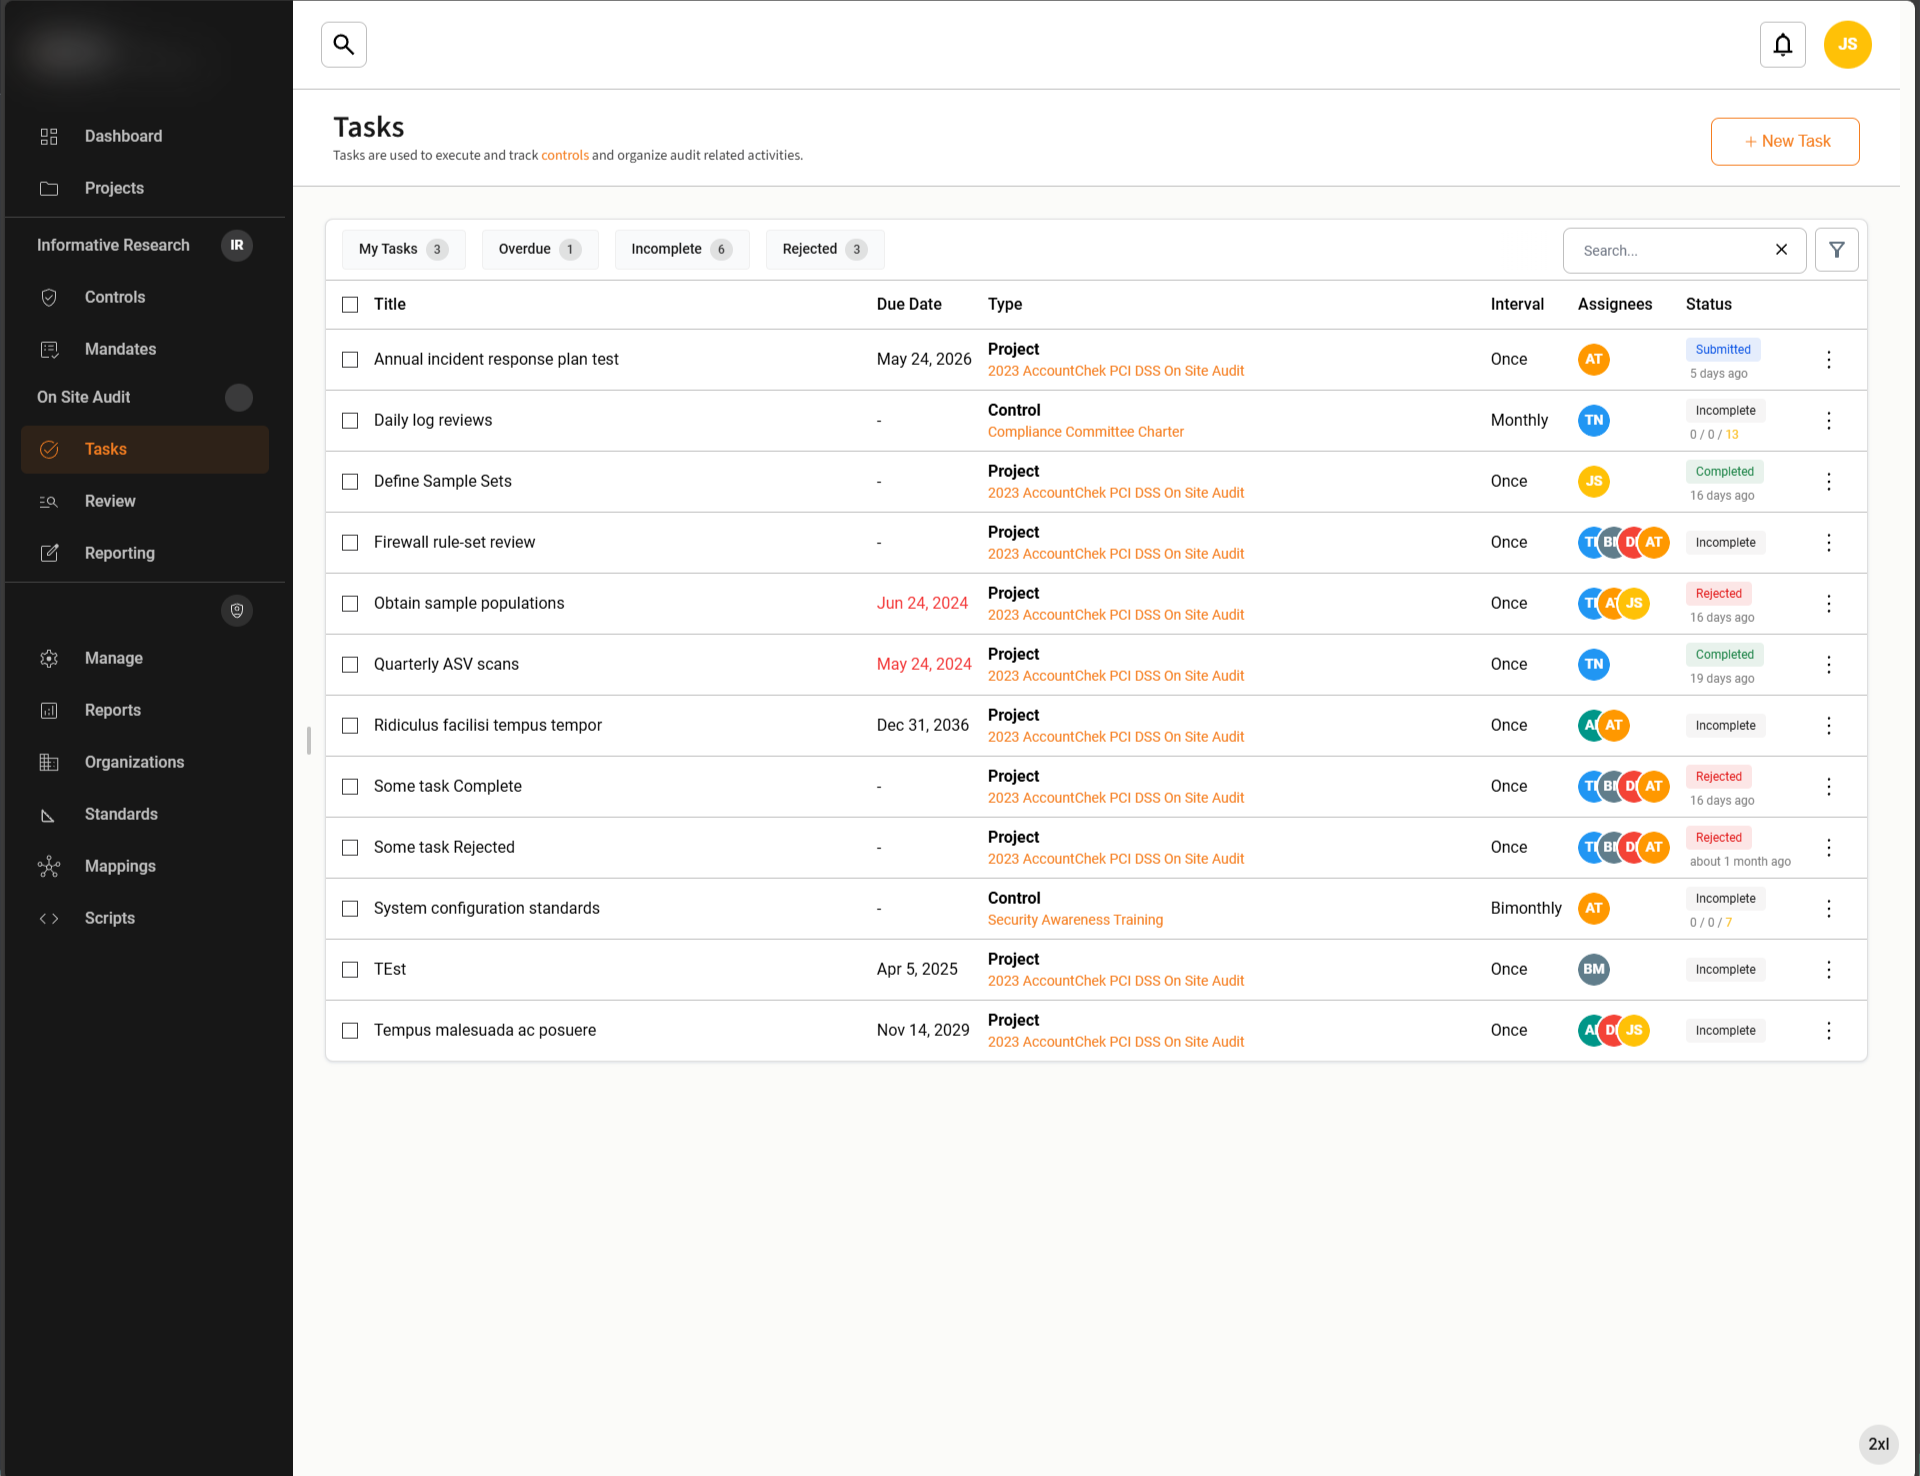 JS
Dashboard
Projects
Informative Research IR
Controls
Mandates
On Site Audit
Tasks
Review
Reporting
Manage
Reports
Organizations
Standards
Mappings
Scripts
Tasks
Tasks are used to execute and track controls and organize audit related activities.
+ New Task
My Tasks 3 Overdue 1 Incomplete 6 Rejected 3 Search...
Title Due Date Type Interval Assignees Status
Annual incident response plan test May 24, 2026 Project Once AT Submitted
2023 AccountChek PCI DSS On Site Audit 5 days ago
Daily log reviews - Control Monthly TN Incomplete
Compliance Committee Charter 0 / 0 / 13
Define Sample Sets - Project Once JS Completed
2023 AccountChek PCI DSS On Site Audit 16 days ago
Firewall rule-set review - Project Once AT Incomplete
2023 AccountChek PCI DSS On Site Audit
Obtain sample populations Jun 24, 2024 Project Once JS Rejected
2023 AccountChek PCI DSS On Site Audit 16 days ago
Quarterly ASV scans May 24, 2024 Project Once TN Completed
2023 AccountChek PCI DSS On Site Audit 19 days ago
Ridiculus facilisi tempus tempor Dec 31, 2036 Project Once AT Incomplete
2023 AccountChek PCI DSS On Site Audit
Some task Complete - Project Once AT Rejected
2023 AccountChek PCI DSS On Site Audit 16 days ago
Some task Rejected - Project Once AT Rejected
2023 AccountChek PCI DSS On Site Audit about 1 month ago
System configuration standards - Control Bimonthly AT Incomplete
Security Awareness Training 0 / 0 / 7
TEst Apr 5, 2025 Project Once BM Incomplete
2023 AccountChek PCI DSS On Site Audit
Tempus malesuada ac posuere Nov 14, 2029 Project Once JS Incomplete
2023 AccountChek PCI DSS On Site Audit
2xl